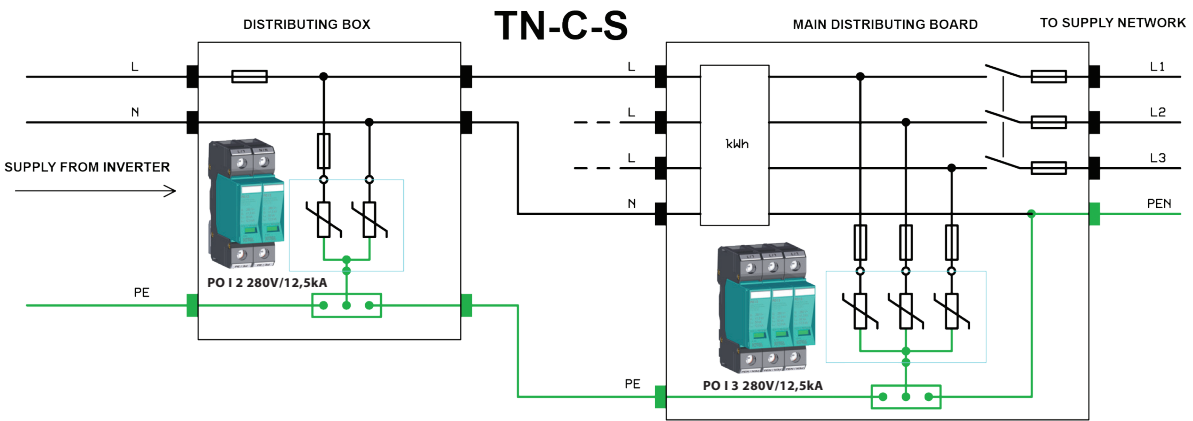 TN-C-S
DISTRIBUTING BOX
MAIN DISTRIBUTING BOARD
TO SUPPLY NETWORK
L
L
L1
N
L
L2
kWh
SUPPLY FROM INVERTER
L
L3
N
PEN
PO I 2 280V/12,5kA
PE
PE
PO I 3 280V/12,5kA